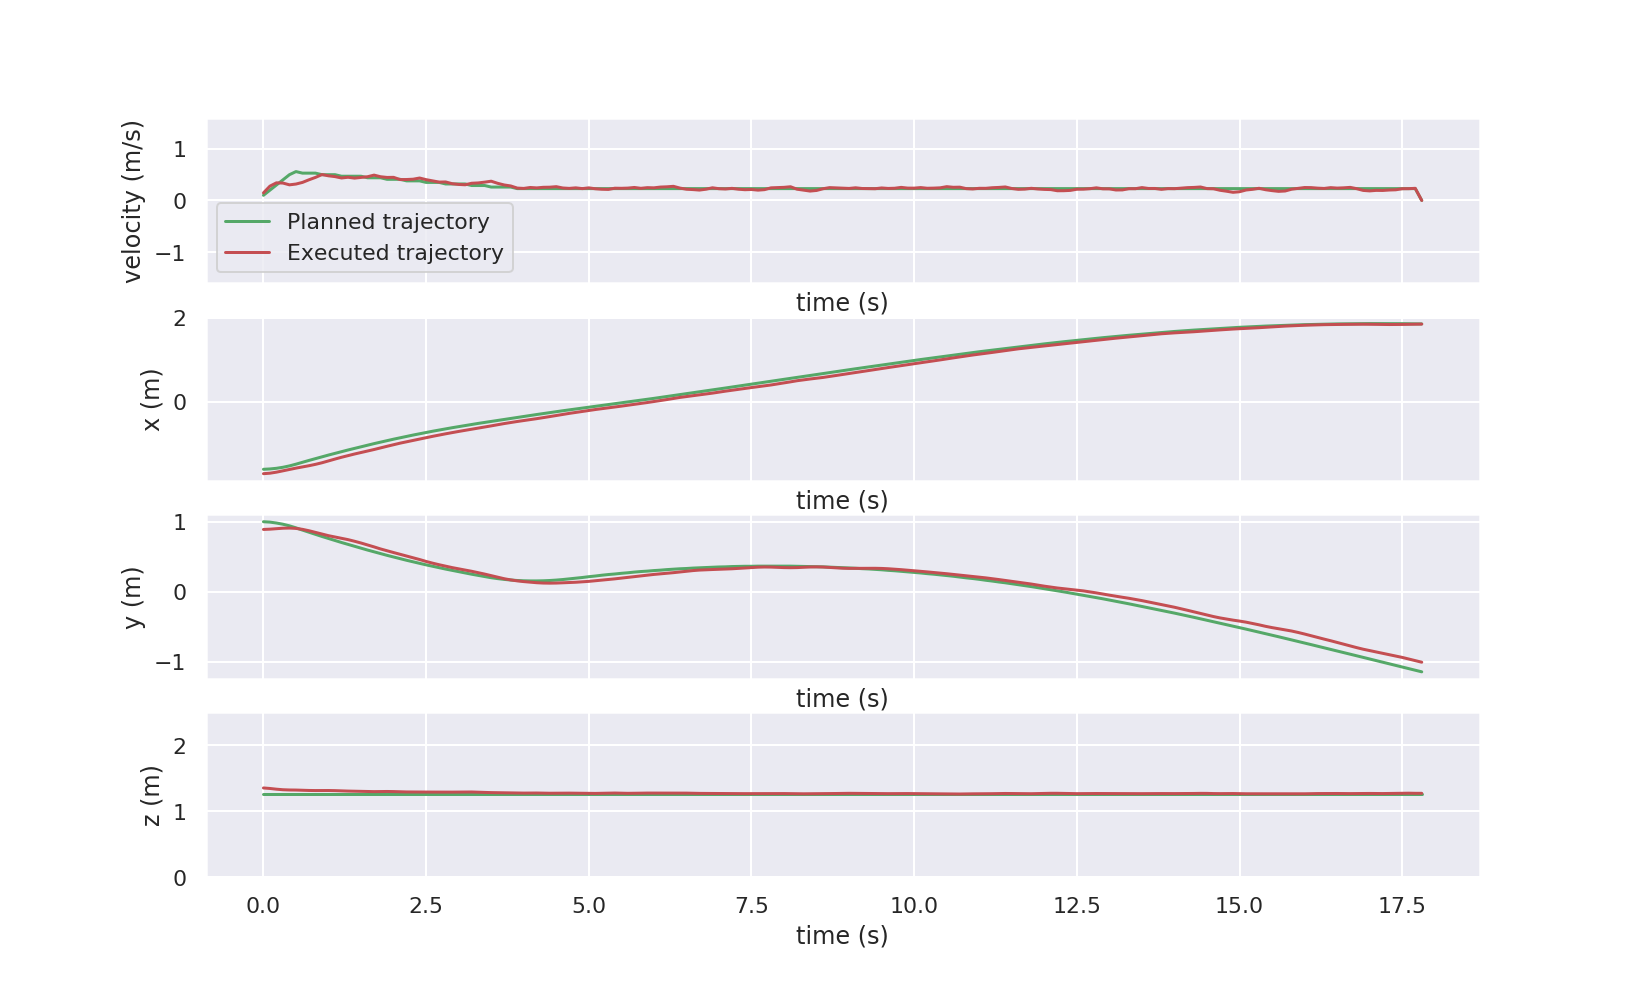 velocity (m/s)
1
0
−1
Planned trajectory
Executed trajectory
time (s)
x (m)
2
0
time (s)
y (m)
1
0
−1
time (s)
z (m)
2
1
0
0.0 2.5 5.0 7.5 10.0 12.5 15.0 17.5
time (s)